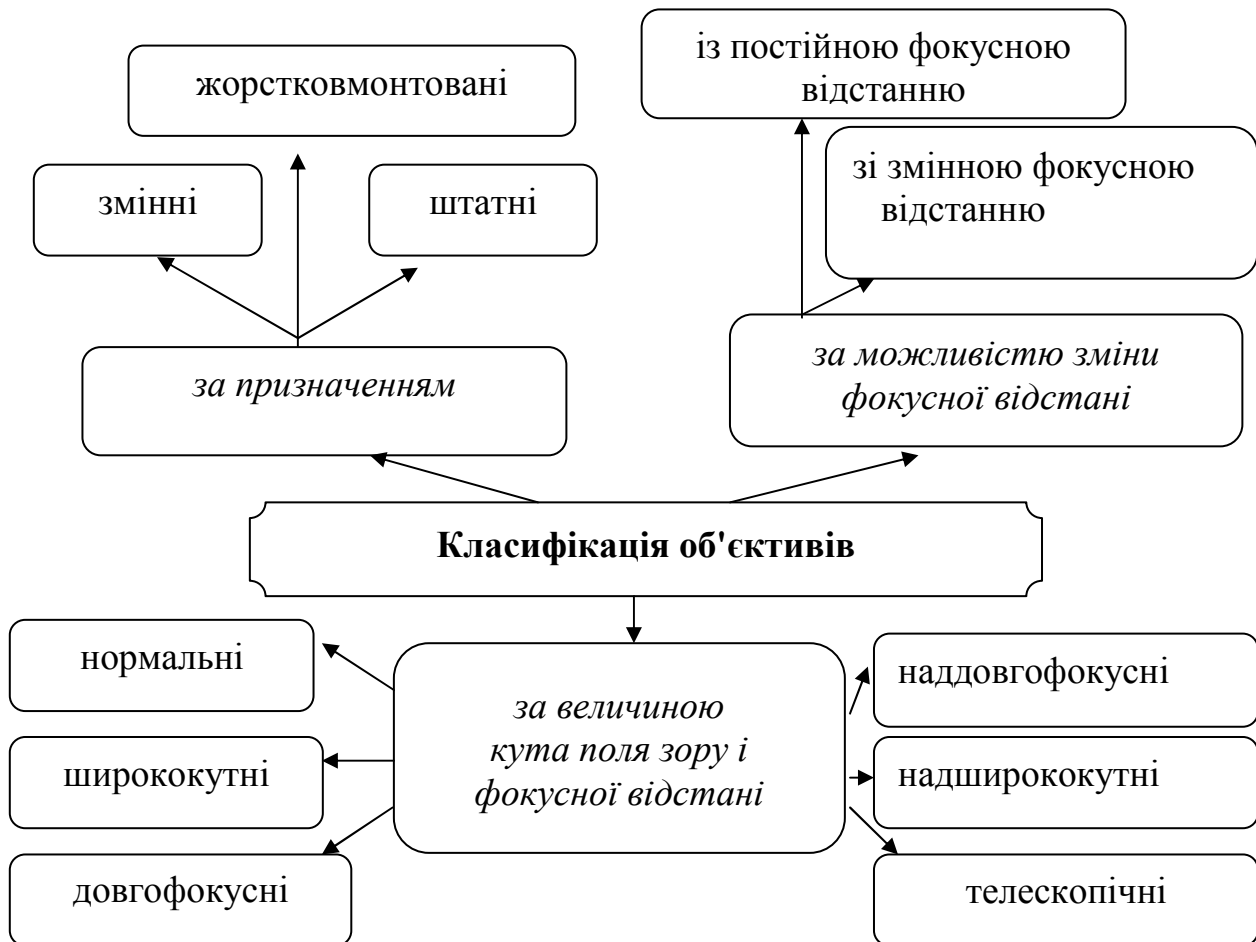 із постійною фокусною
відстанню
жорстковмонтовані
зі змінною фокусною
відстанню
змінні
штатні
за призначенням
за можливістю зміни
фокусної відстані
Класифікація об'єктивів
нормальні
ширококутні
довгофокусні
за величиною
кута поля зору і
фокусної відстані
наддовгофокусні
надширококутні
телескопічні